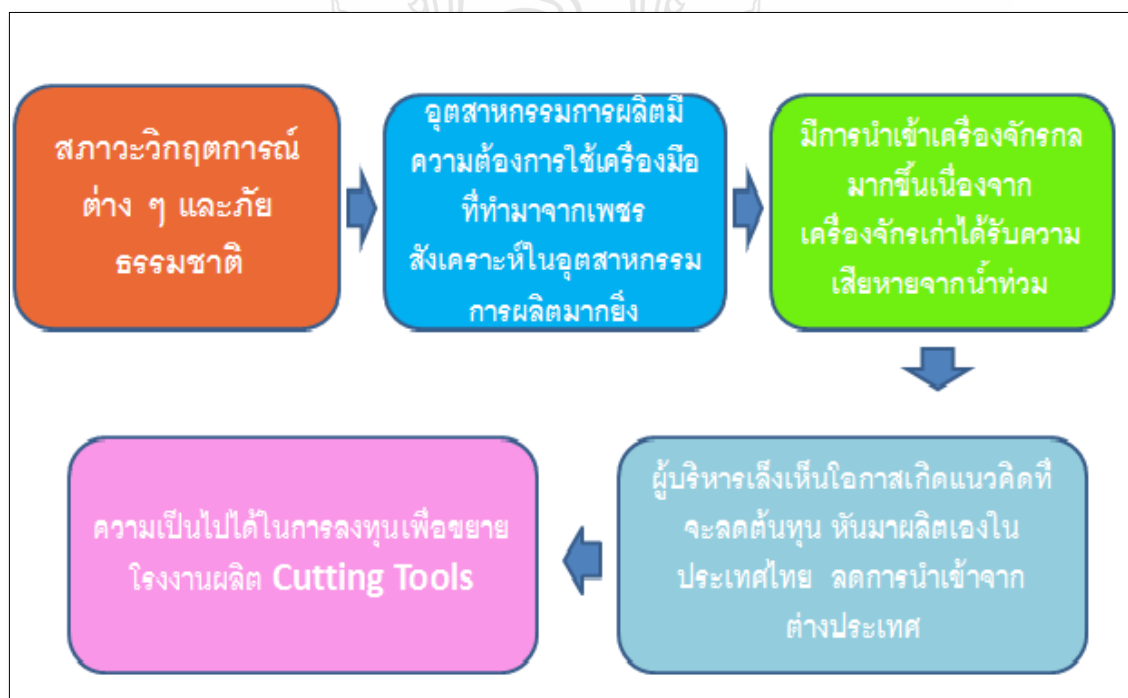 สภาวะวิกฤตการณ์
ต่าง ๆ และภัย
ธรรมชาติ
อุตสาหกรรมการผลิตมี
ความต้องการใช้เครื่องมือ
ที่ทำมาจากเพชร
สังเคราะห์ในอุตสาหกรรม
การผลิตมากยิ่ง
มีการนำเข้าเครื่องจักรกล
มากขึ้นเนื่องจาก
เครื่องจักรเก่าได้รับความ
เสียหายจากน้ำท่วม
ผู้บริหารเล็งเห็นโอกาสเกิดแนวคิดที่
จะลดต้นทุน หันมาผลิตเองใน
ประเทศไทย ลดการนำเข้าจาก
ต่างประเทศ
ความเป็นไปได้ในการลงทุนเพื่อขยาย
โรงงานผลิต Cutting Tools